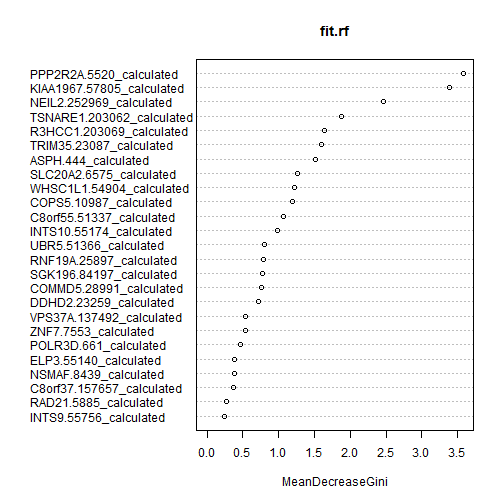 fit.rf
PPP2R2A.5520_calculated
KIAA1967.57805_calculated
NEIL2.252969_calculated
TSNARE1.203062_calculated
R3HCC1.203069_calculated
TRIM35.23087_calculated
ASPH.444_calculated
SLC20A2.6575_calculated
WHSC1L1.54904_calculated
COPS5.10987_calculated
C8orf55.51337_calculated
INTS10.55174_calculated
UBR5.51366_calculated
RNF19A.25897_calculated
SGK196.84197_calculated
COMMD5.28991_calculated
DDHD2.23259_calculated
VPS37A.137492_calculated
ZNF7.7553_calculated
POLR3D.661_calculated
ELP3.55140_calculated
NSMAF.8439_calculated
C8orf37.157657_calculated
RAD21.5885_calculated
INTS9.55756_calculated
0.0 0.5 1.0 1.5 2.0 2.5 3.0 3.5
MeanDecreaseGini